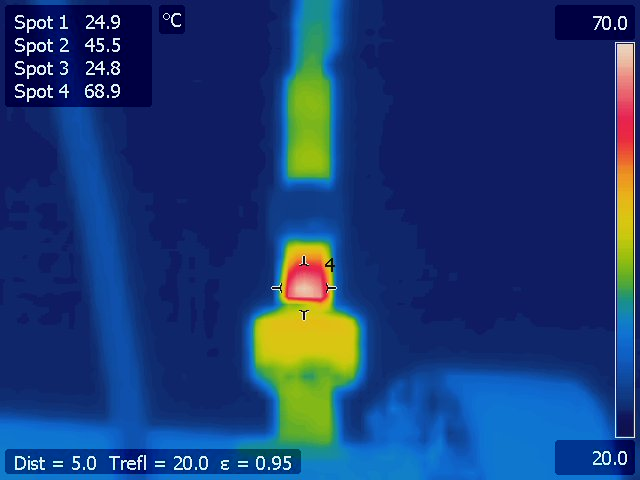 Spot 1 24.9 °C
Spot 2 45.5
Spot 3 24.8
Spot 4 68.9
70.0
4
20.0
Dist = 5.0 Trefl = 20.0 ε = 0.95